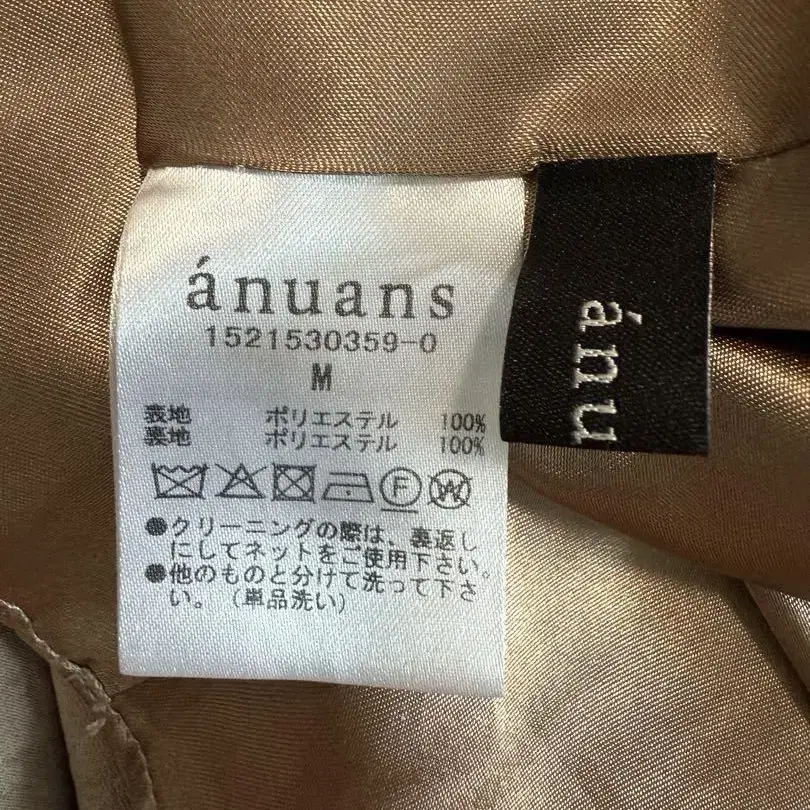 ánuans
1521530359-0
M
表地 ポリエステル 100%
裏地 ポリエステル 100%
F W
●クリーニングの際は、裏返し
にしてネットをご使用下さい。
●他のものと分けて洗って下さ
い。(単品洗い)
ánu